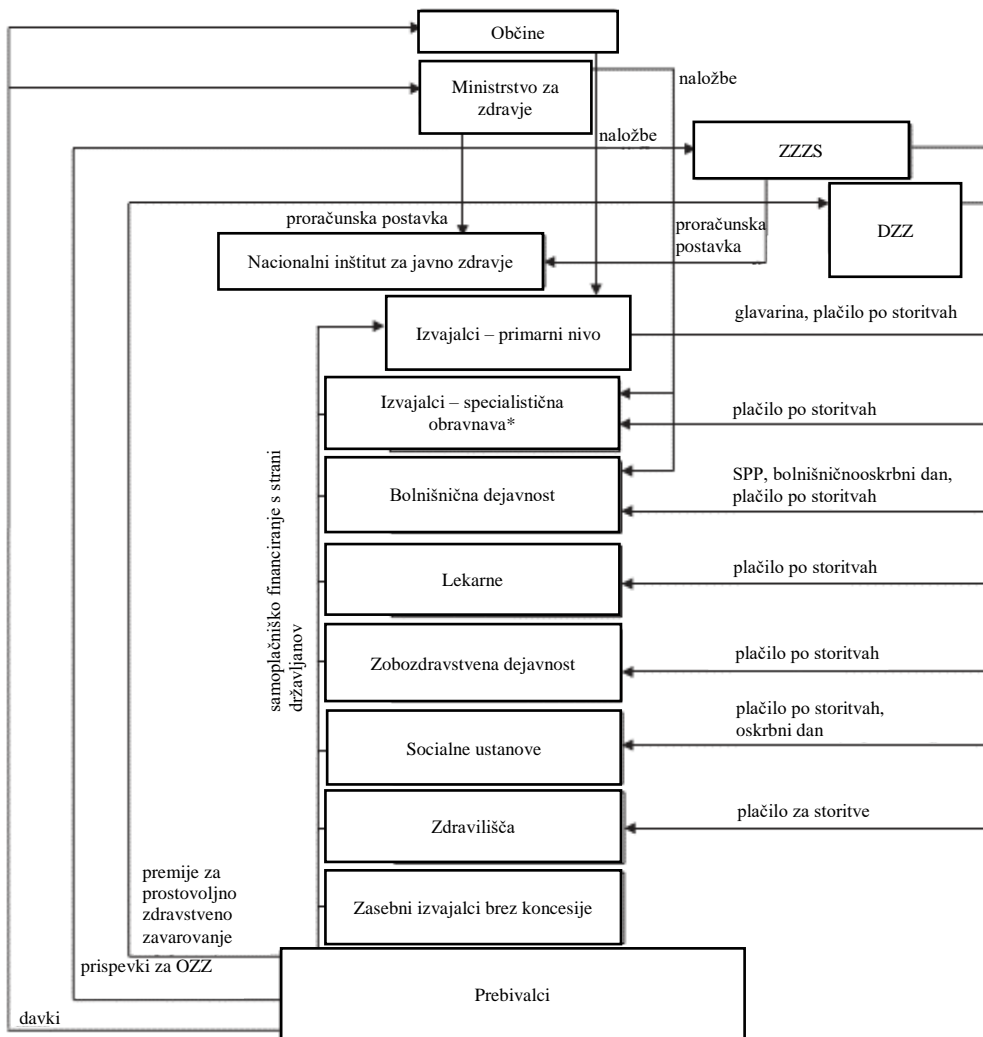 Občine
Ministrstvo za
zdravje
naložbe
naložbe
ZZZS
DZZ
proračunska postavka
proračunska
postavka
Nacionalni inštitut za javno zdravje
Izvajalci – primarni nivo
glavarina, plačilo po storitvah
Izvajalci – specialistična
obravnava*
plačilo po storitvah
Bolnišnična dejavnost
SPP, bolnišničnooskrbni dan,
plačilo po storitvah
Lekarne
plačilo po storitvah
samoplačniško financiranje s strani
državljanov
Zobozdravstvena dejavnost
plačilo po storitvah
Socialne ustanove
plačilo po storitvah,
oskrbni dan
Zdravilišča
plačilo za storitve
Zasebni izvajalci brez koncesije
premije za
prostovoljno
zdravstveno
zavarovanje
prispevki za OZZ
Prebivalci
davki